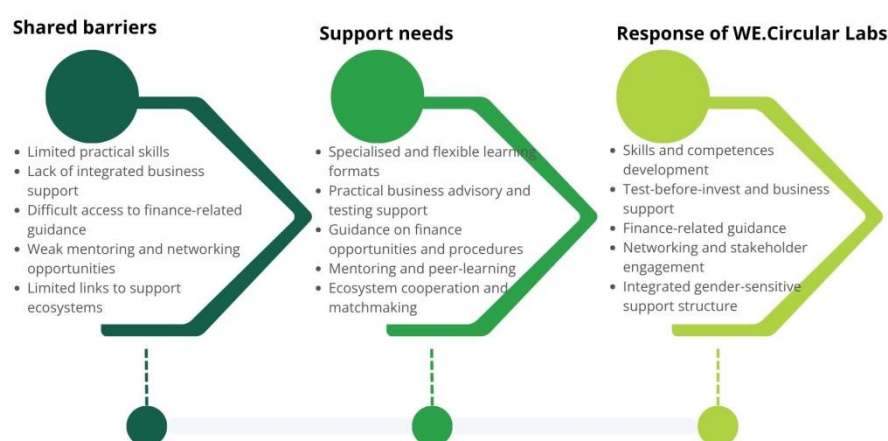 Shared barriers
• Limited practical skills
• Lack of integrated business
support
• Difficult access to finance-related
guidance
• Weak mentoring and networking
opportunities
• Limited links to support
ecosystems
Support needs
• Specialised and flexible learning
formats
• Practical business advisory and
testing support
• Guidance on finance
opportunities and procedures
• Mentoring and peer-learning
• Ecosystem cooperation and
matchmaking
Response of WE.Circular Labs
• Skills and competences
development
• Test-before-invest and business
support
• Finance-related guidance
• Networking and stakeholder
engagement
• Integrated gender-sensitive
support structure